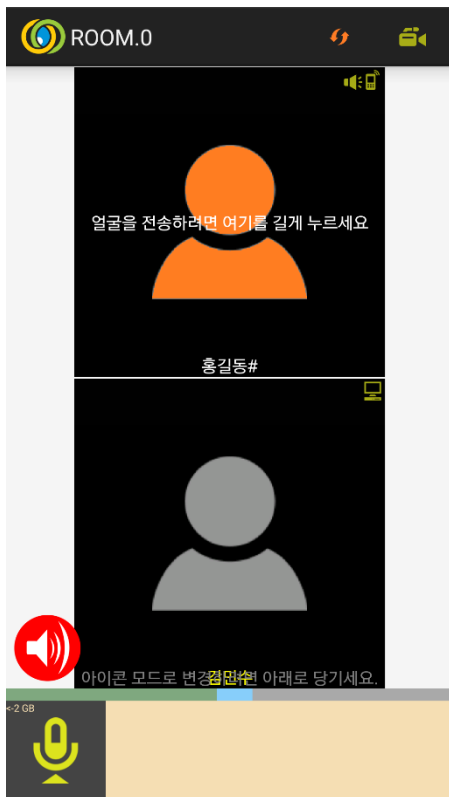 ROOM.0
얼굴을 전송하려면 여기를 길게 누르세요
홍길동#
아이콘 모드로 변경하려면 아래로 당기세요.
김민수
<-2 GB